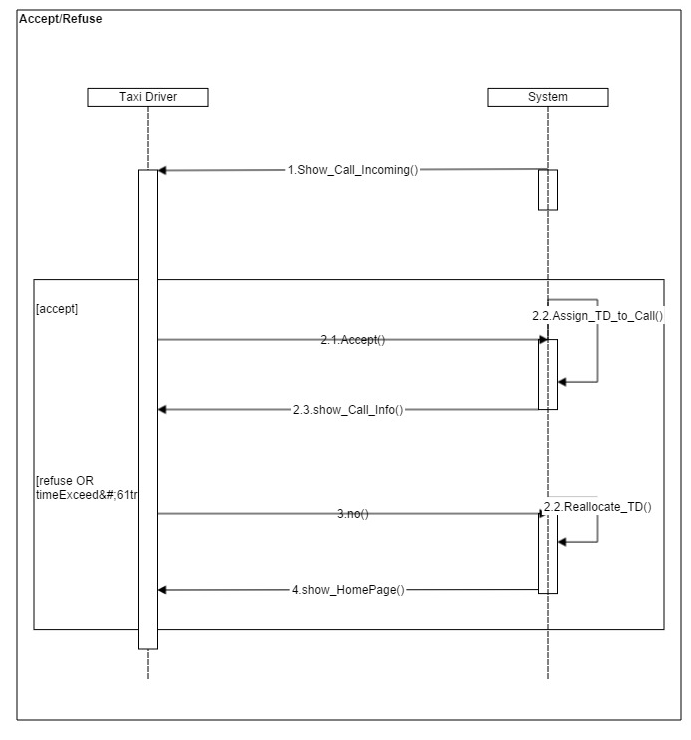 Accept/Refuse
Taxi Driver
System
1.Show_Call_Incoming()
[accept]
2.2.Assign_TD_to_Call()
2.1.Accept()
2.3.show_Call_Info()
[refuse OR
timeExceed&#;61tr
2.2.Reallocate_TD()
3.no()
4.show_HomePage()